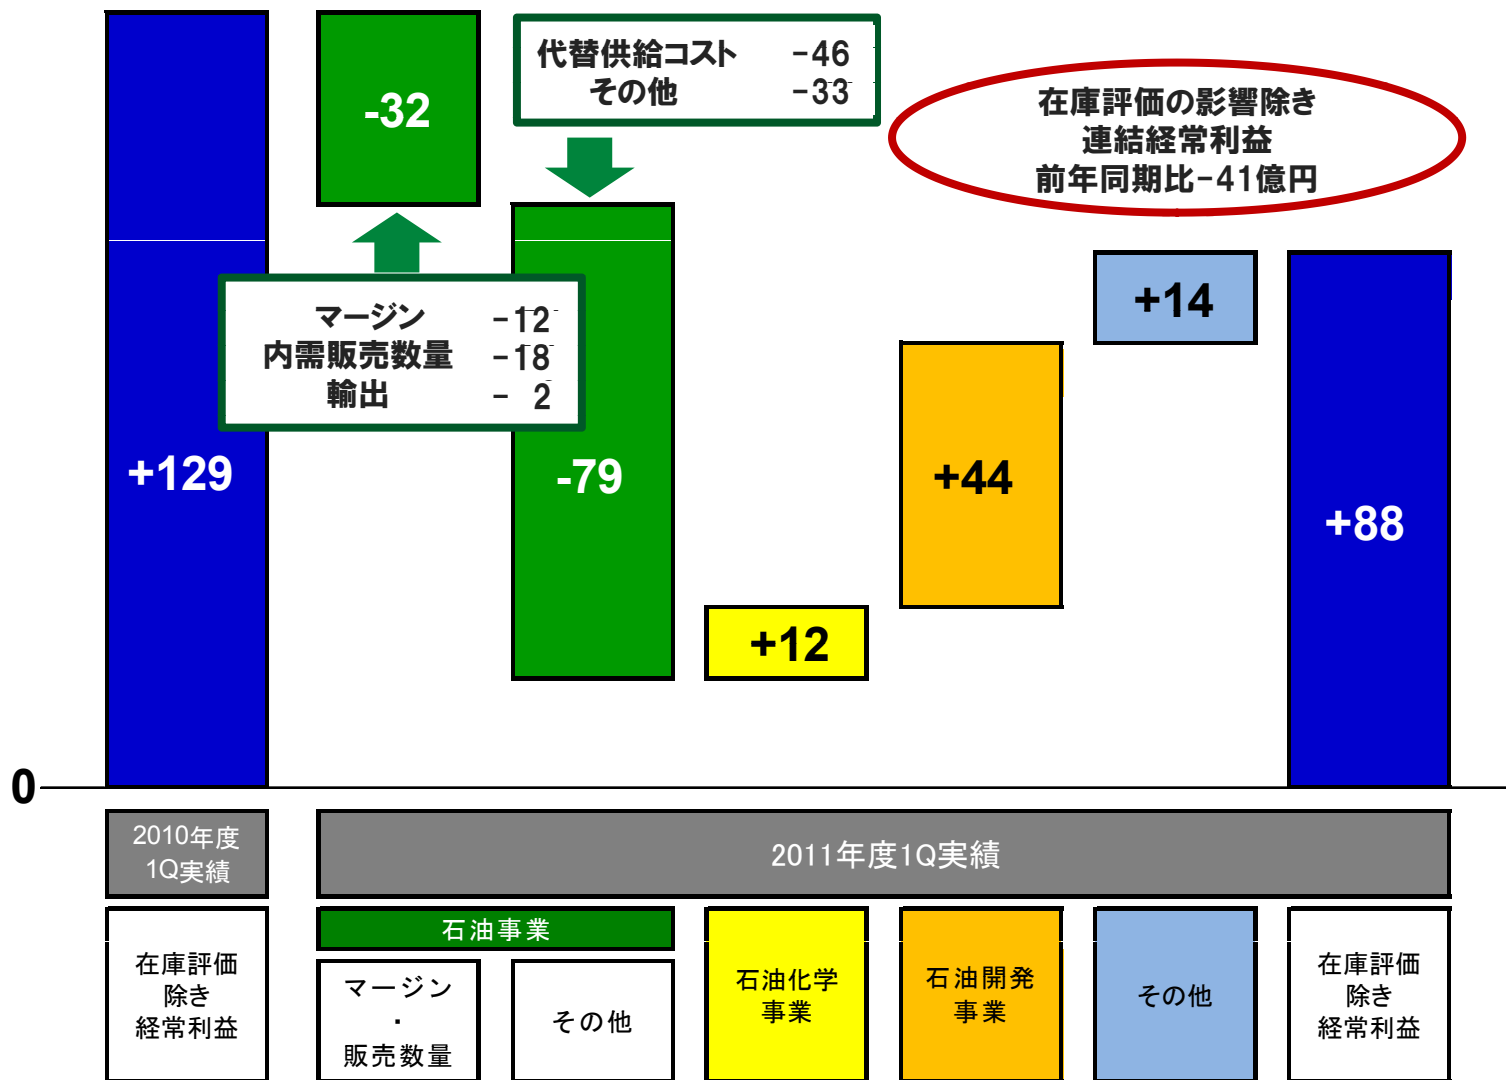 代替供給コスト -46
その他 -33
-32
在庫評価の影響除き
連結経常利益
前年同期比-41億円
マージン -12
内需販売数量 -18
輸出 - 2
+129
-79
+12
+44
+14
+88
0
2010年度
1Q実績
2011年度1Q実績
在庫評価
除き
経常利益
石油事業
マージン
・
販売数量
その他
石油化学
事業
石油開発
事業
その他
在庫評価
除き
経常利益